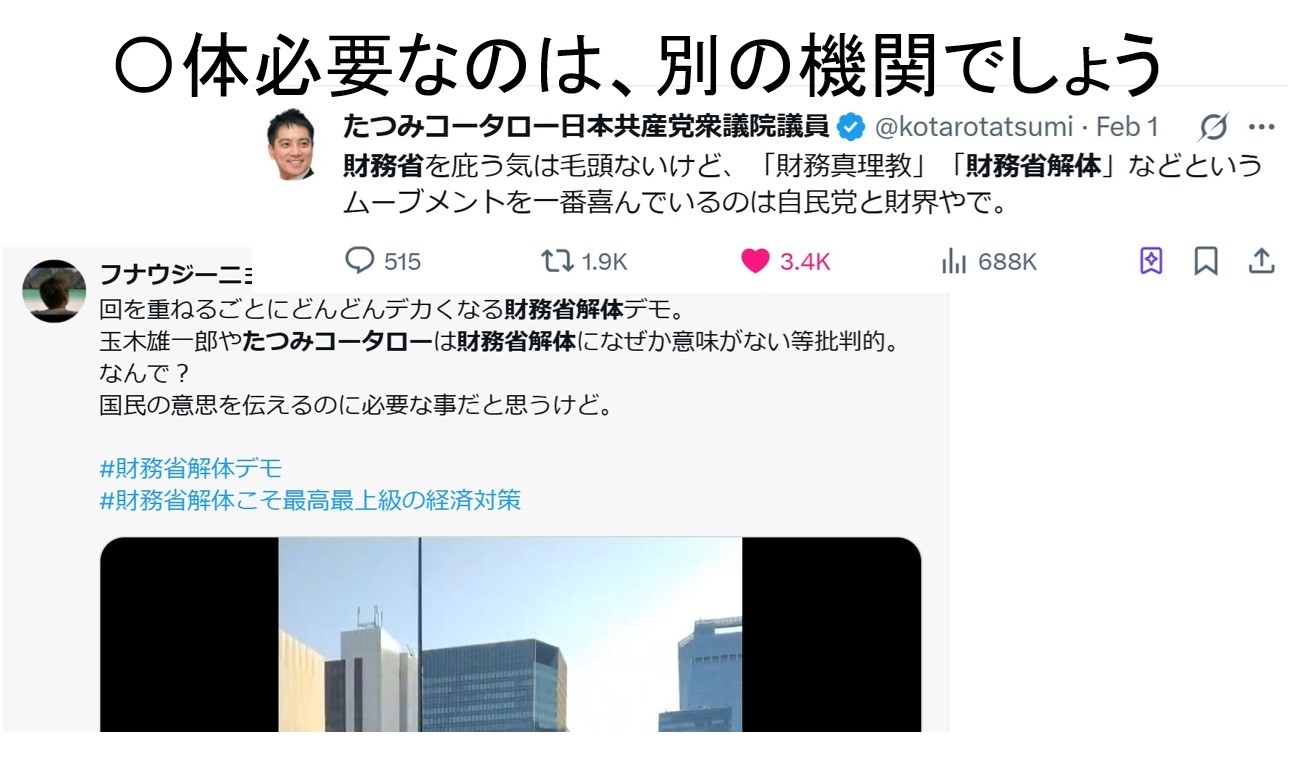 〇体必要なのは、別の機関でしょう
たつみコータロー日本共産党衆議院議員 @kotarotatsumi · Feb 1
財務省を庇う気は毛頭ないけど、「財務真理教」「財務省解体」などという
ムーブメントを一番喜んでいるのは自民党と財界やで。
515 1.9K 3.4K 688K
フナウジーニョ
回を重ねるごとにどんどんデカくなる財務省解体デモ。
玉木雄一郎やたつみコータローは財務省解体になぜか意味がない等批判的。
なんで?
国民の意思を伝えるのに必要な事だと思うけど。
#財務省解体デモ
#財務省解体こそ最高最上級の経済対策